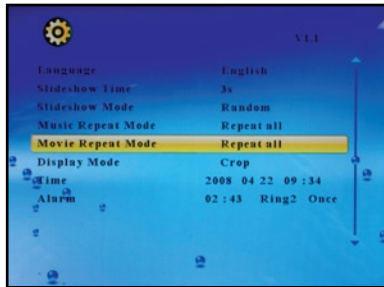 V1.1
Language English
Slideshow Time 3s
Slideshow Mode Random
Music Repeat Mode Repeat all
Movie Repeat Mode Repeat all
Display Mode Crop
Time 2008 04 22 09:34
Alarm 02:43 Ring2 Once